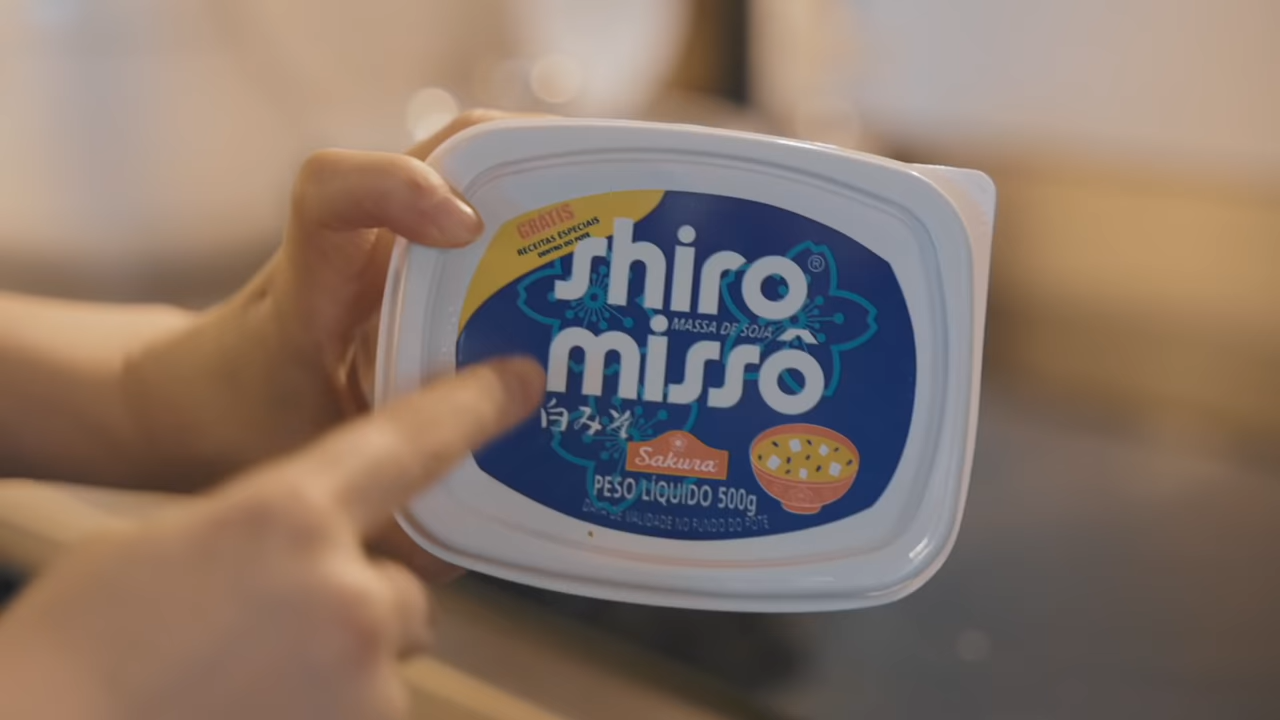 GRÁTIS
RECEITAS ESPECIAIS
DENTRO DO POTE
shiro®
MASSA DE SOJA
missô
白みそ
Sakura
PESO LÍQUIDO 500g
DATA DE VALIDADE NO FUNDO DO POTE